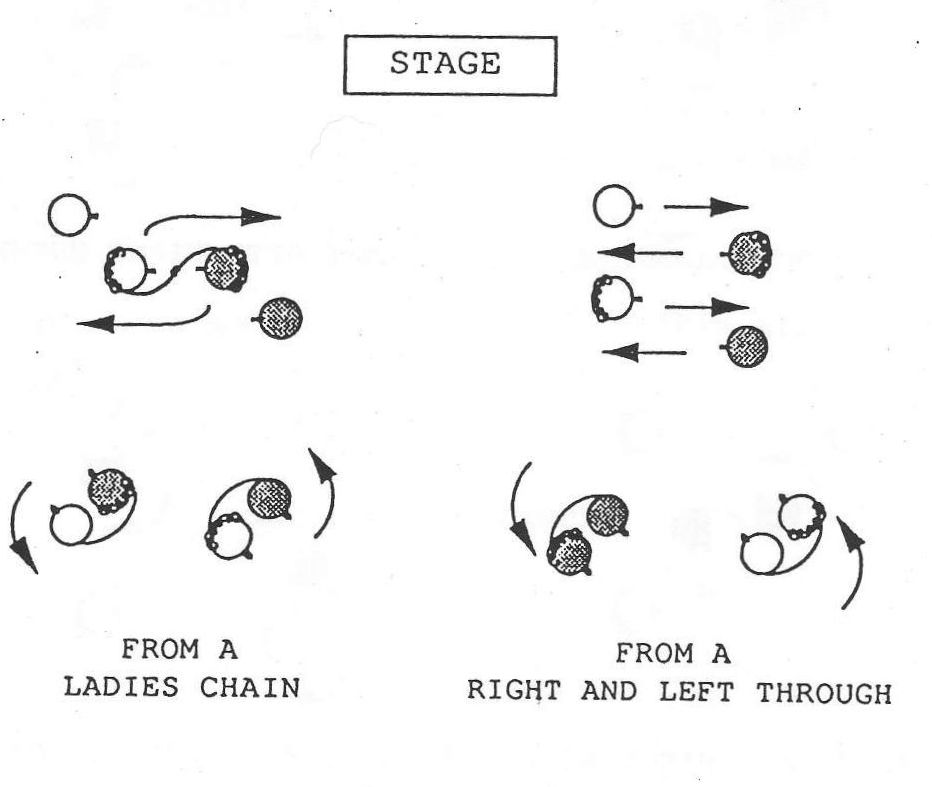 STAGE
FROM A
LADIES CHAIN
FROM A
RIGHT AND LEFT THROUGH